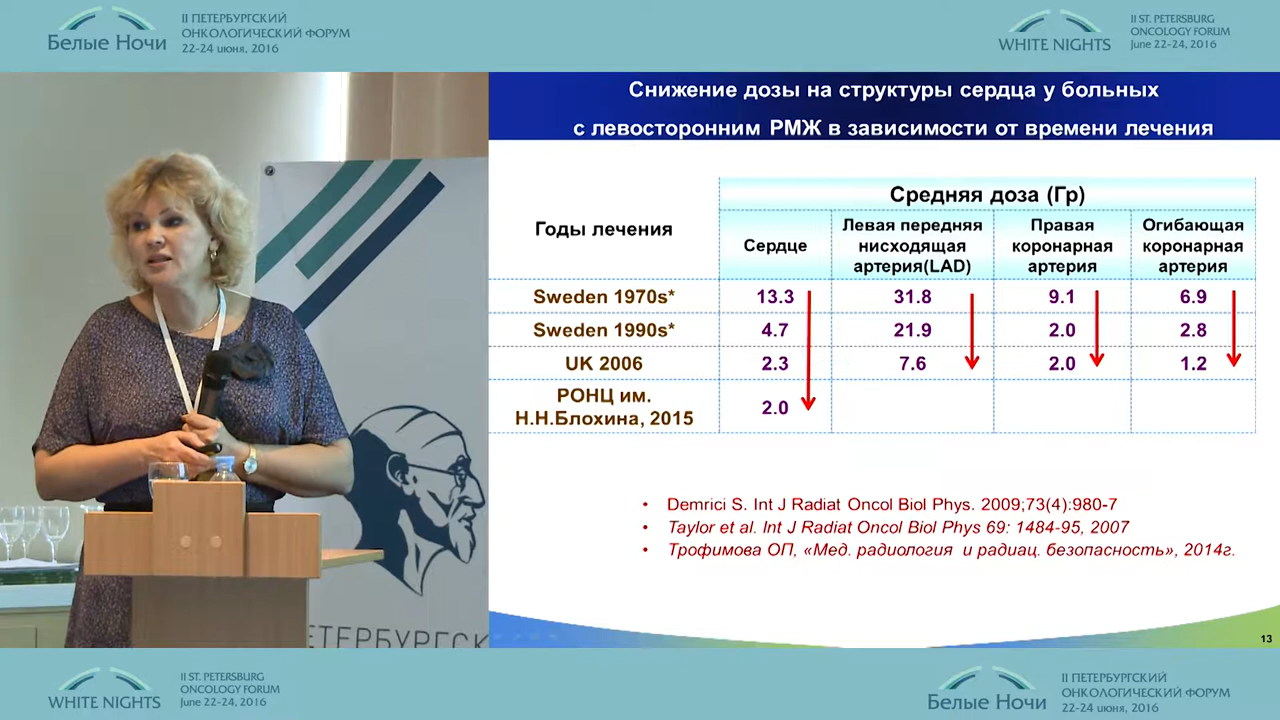 Белые Ночи
II ПЕТЕРБУРГСКИЙ
ОНКОЛОГИЧЕСКИЙ ФОРУМ
22-24 июня, 2016
WHITE NIGHTS
II ST. PETERSBURG
ONCOLOGY FORUM
June 22-24, 2016
Снижение дозы на структуры сердца у больных
с левосторонним РМЖ в зависимости от времени лечения
Годы лечения
Средняя доза (Гр)
Сердце
Левая передняя
нисходящая
артерия(LAD)
Правая
коронарная
артерия
Огибающая
коронарная
артерия
Sweden 1970s* 13.3 31.8 9.1 6.9
Sweden 1990s* 4.7 21.9 2.0 2.8
UK 2006 2.3 7.6 2.0 1.2
РОНЦ им.
Н.Н.Блохина, 2015 2.0
• Demrici S. Int J Radiat Oncol Biol Phys. 2009;73(4):980-7
• Taylor et al. Int J Radiat Oncol Biol Phys 69: 1484-95, 2007
• Трофимова ОП, «Мед. радиология и радиац. безопасность», 2014г.
13
ЕТЕРБУРГСК
WHITE NIGHTS
II ST. PETERSBURG
ONCOLOGY FORUM
June 22-24, 2016
Белые Ночи
II ПЕТЕРБУРГСКИЙ
ОНКОЛОГИЧЕСКИЙ ФОРУМ
22-24 июня, 2016